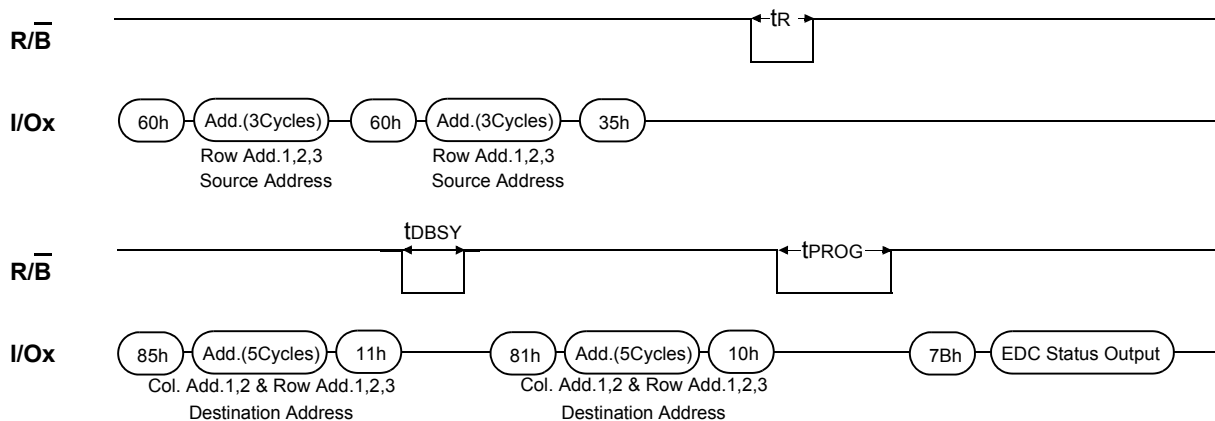 R/B tR
I/Ox 60h Add.(3Cycles) 60h Add.(3Cycles) 35h
Row Add.1,2,3 Row Add.1,2,3
Source Address Source Address
tDBSY tPROG
R/B
I/Ox 85h Add.(5Cycles) 11h 81h Add.(5Cycles) 10h 7Bh EDC Status Output
Col. Add.1,2 & Row Add.1,2,3 Col. Add.1,2 & Row Add.1,2,3
Destination Address Destination Address